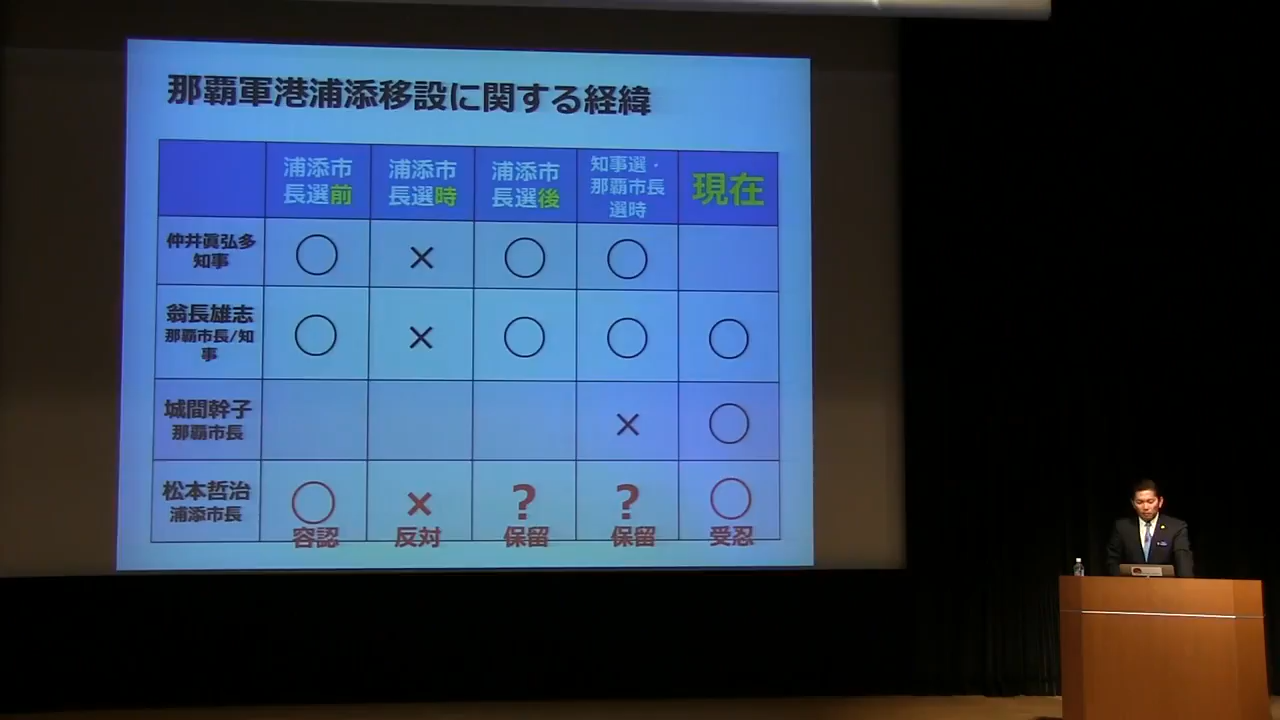 那覇軍港浦添移設に関する経緯
浦添市
長選前
浦添市
長選時
浦添市
長選後
知事選・
那覇市長
選時
現在
仲井眞弘多
知事
○ × ○ ○
翁長雄志
那覇市長/知
事
○ × ○ ○ ○
城間幹子
那覇市長
× ○
松本哲治
浦添市長
○ × ? ? ○
容認 反対 保留 保留 受忍